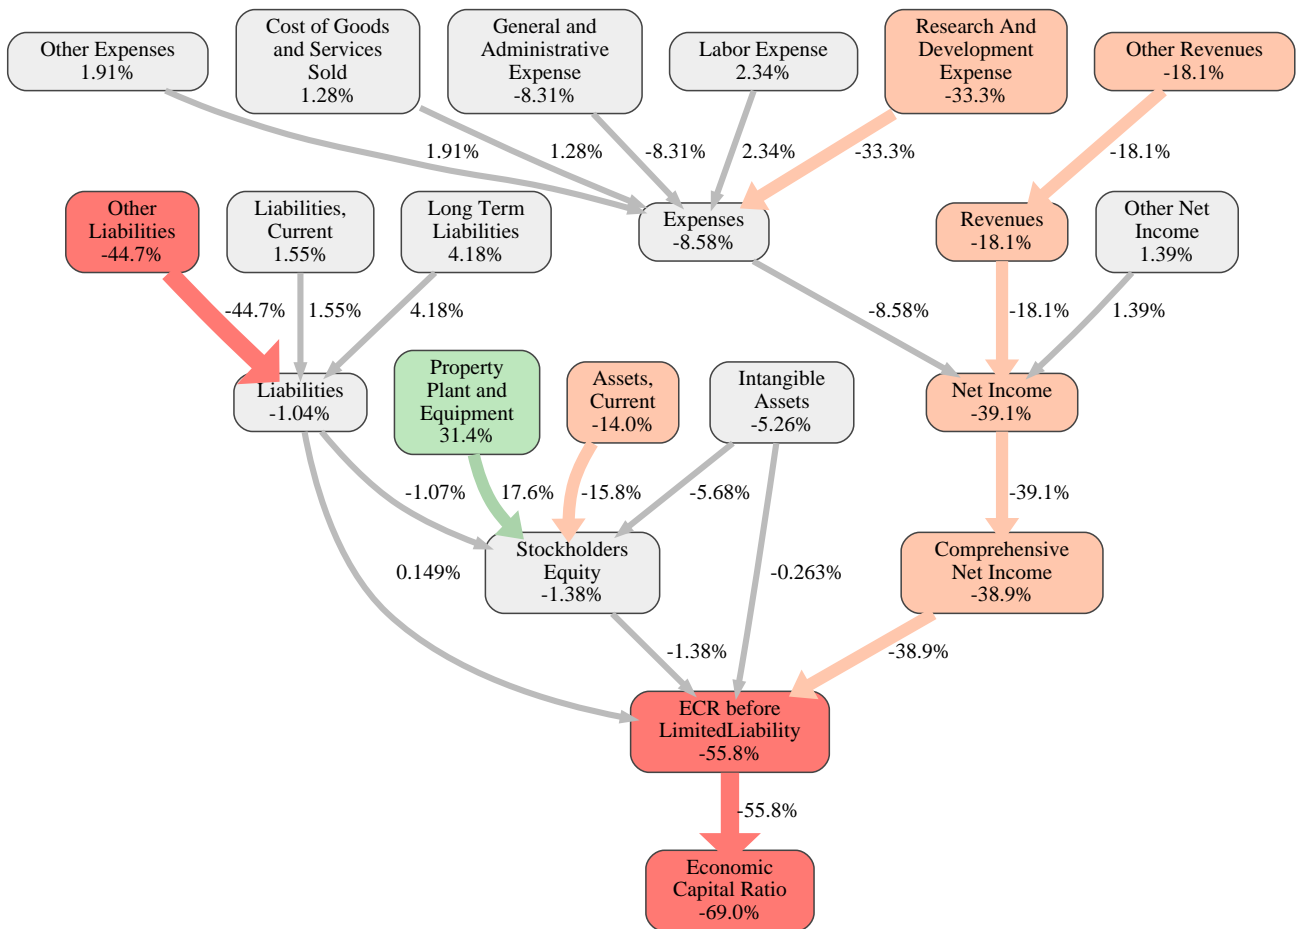 Other Expenses
1.91%
Cost of Goods
and Services
Sold
1.28%
General and
Administrative
Expense
-8.31%
Labor Expense
2.34%
Research And
Development
Expense
-33.3%
Other Revenues
-18.1%
1.91%
1.28%
-8.31%
2.34%
-33.3%
-18.1%
Other
Liabilities
-44.7%
Liabilities,
Current
1.55%
Long Term
Liabilities
4.18%
Expenses
-8.58%
Revenues
-18.1%
Other Net
Income
1.39%
-44.7%
1.55%
4.18%
-8.58%
-18.1%
1.39%
Liabilities
-1.04%
Property
Plant and
Equipment
31.4%
Assets,
Current
-14.0%
Intangible
Assets
-5.26%
Net Income
-39.1%
-1.07%
17.6%
-15.8%
-5.68%
-39.1%
0.149%
Stockholders
Equity
-1.38%
-0.263%
Comprehensive
Net Income
-38.9%
-1.38%
-38.9%
ECR before
LimitedLiability
-55.8%
-55.8%
Economic
Capital Ratio
-69.0%